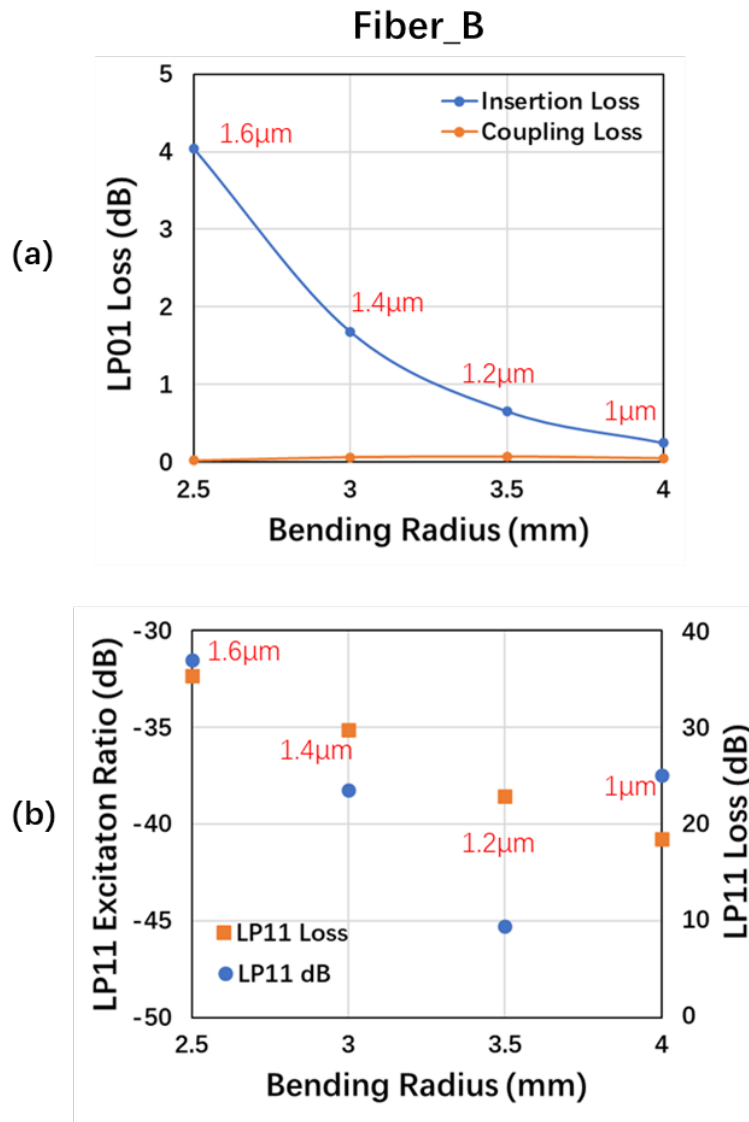 Fiber_B
(a)
LP01 Loss (dB)
5
4
3
2
1
0
Insertion Loss
Coupling Loss
1.6μm
1.4μm
1.2μm
1μm
2.5 3 3.5 4
Bending Radius (mm)
(b)
LP11 Excitaton Ratio (dB)
-30
-35
-40
-45
-50
1.6μm
1.4μm
1.2μm
1μm
LP11 Loss
LP11 dB
40
30
20
10
0
LP11 Loss (dB)
2.5 3 3.5 4
Bending Radius (mm)